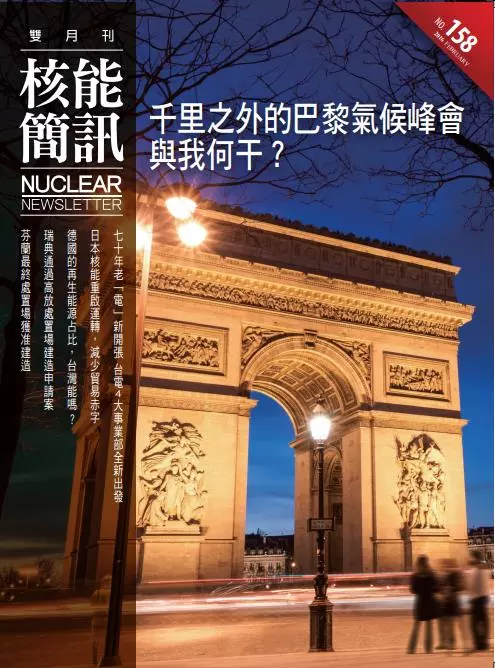 雙月刊
核能
簡訊
NUCLEAR
NEWSLETTER
NO.158
2016 FEBRUARY
千里之外的巴黎氣候峰會
與我何干？
七十年老「電」新開張 台電4大事業部全新出發
日本核能重啟運轉，減少貿易赤字
德國的再生能源占比，台灣能嗎？
瑞典通過高放處置場建造申請案
芬蘭最終處置場獲准建造